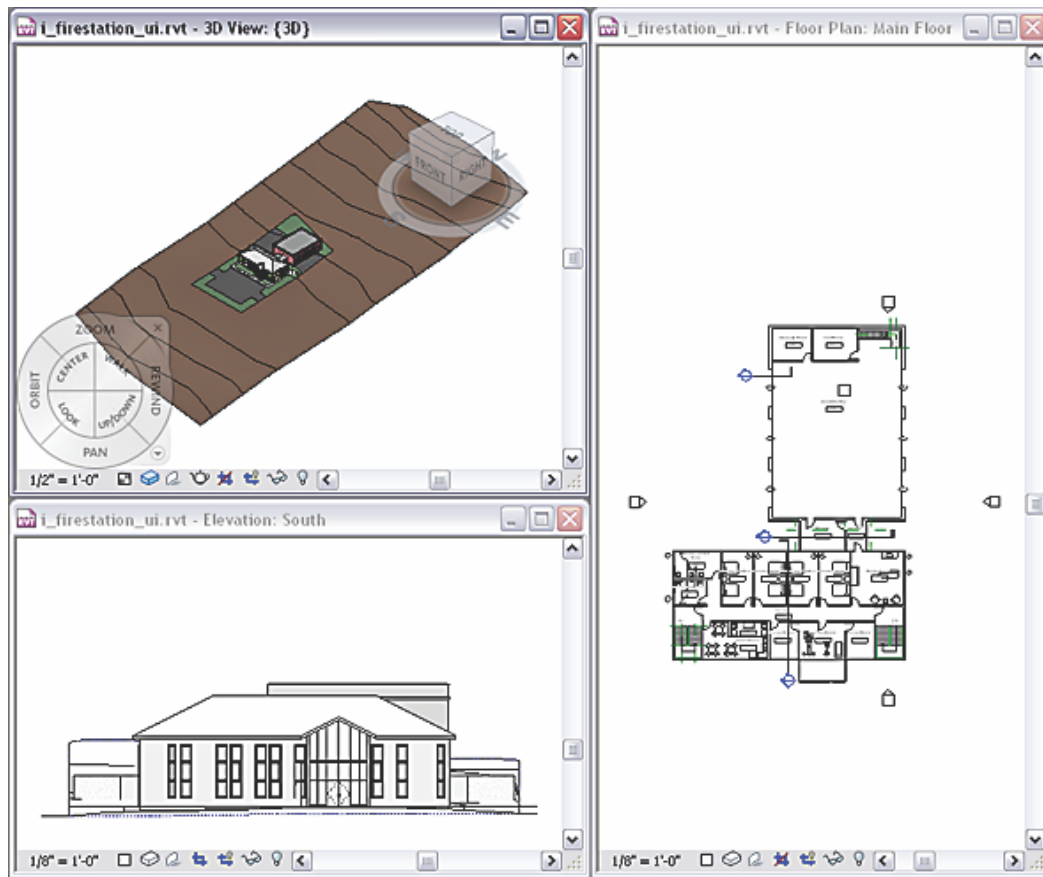 i_firestation_ui.rvt - 3D View: {3D}
TOP
FRONT
RIGHT
N
S
E
ZOOM
CENTER
WALK
ORBIT
REWIND
LOOK
UP/DOWN
PAN
1/2" = 1'-0"
i_firestation_ui.rvt - Elevation: South
1/8" = 1'-0"
i_firestation_ui.rvt - Floor Plan: Main Floor
1/8" = 1'-0"